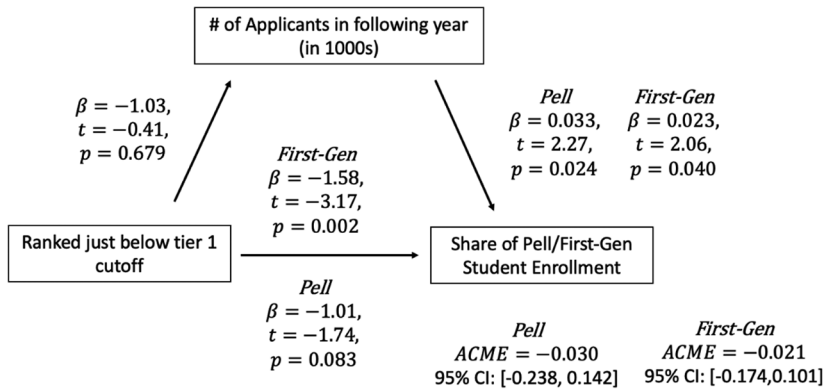 # of Applicants in following year
(in 1000s)
β = −1.03,
t = −0.41,
p = 0.679
Pell
β = 0.033,
t = 2.27,
p = 0.024
First-Gen
β = 0.023,
t = 2.06,
p = 0.040
First-Gen
β = −1.58,
t = −3.17,
p = 0.002
Ranked just below tier 1
cutoff
Share of Pell/First-Gen
Student Enrollment
Pell
β = −1.01,
t = −1.74,
p = 0.083
Pell
ACME = −0.030
95% CI: [-0.238, 0.142]
First-Gen
ACME = −0.021
95% CI: [-0.174,0.101]